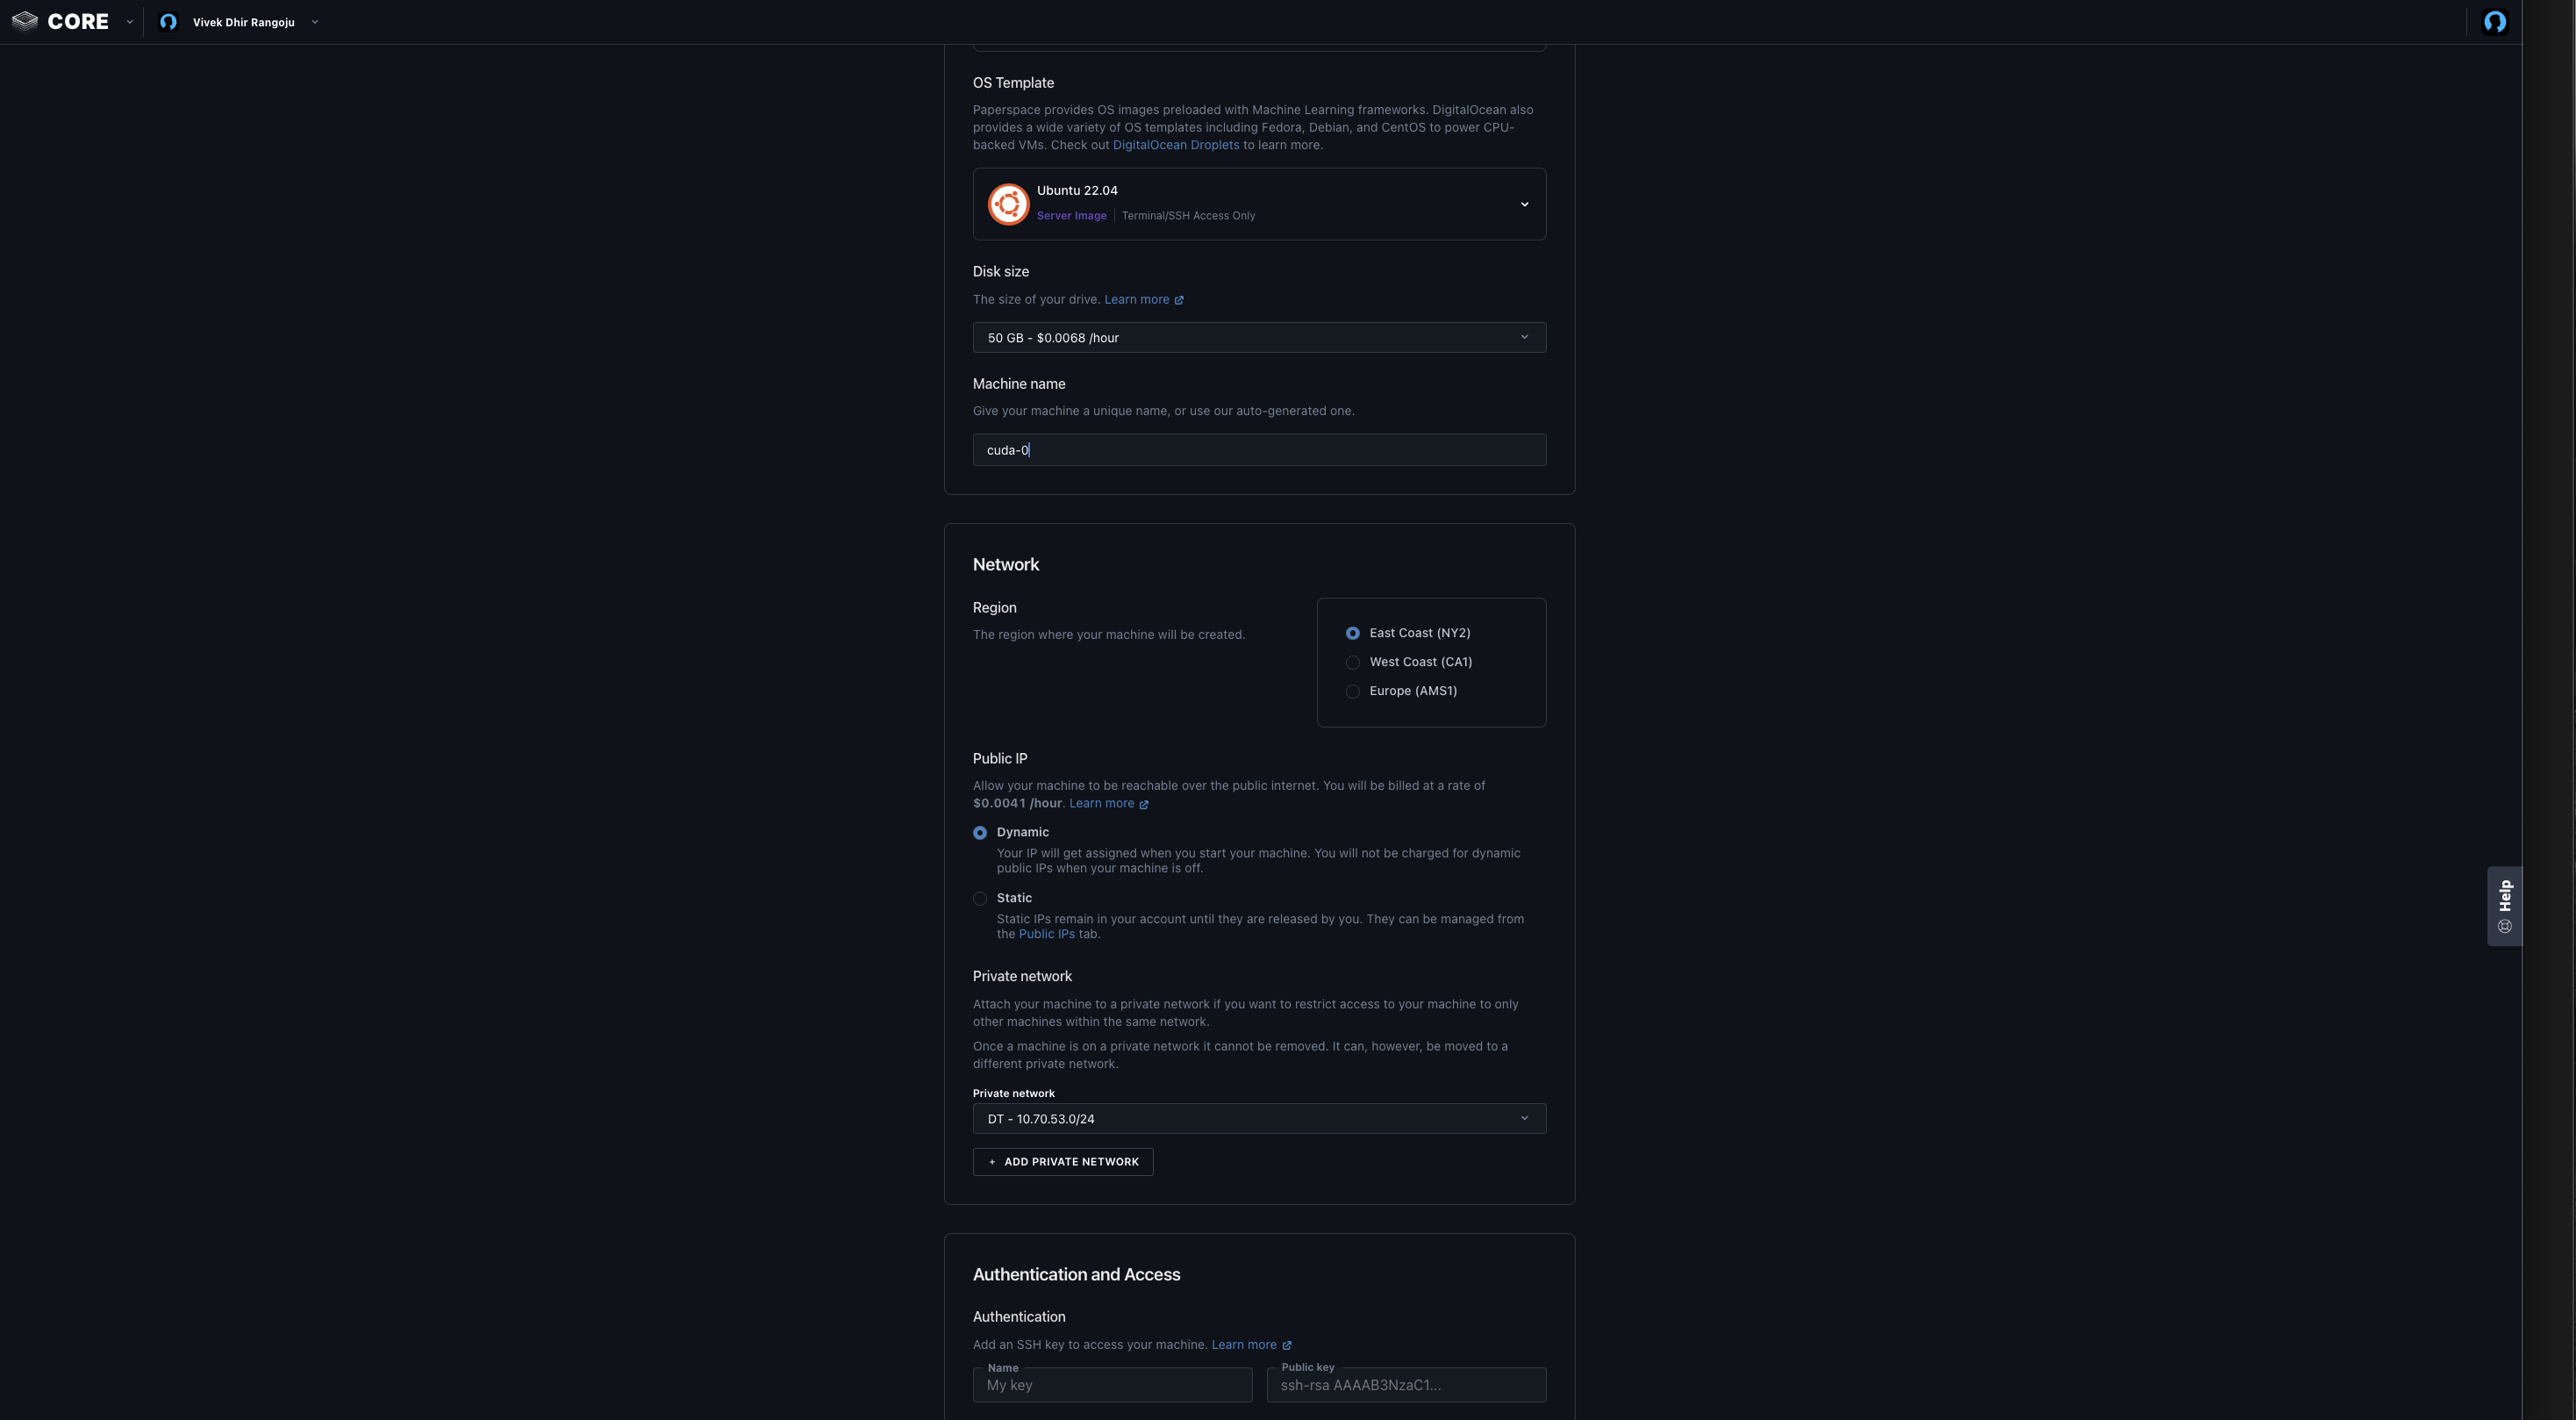 CORE
Vivek Dhir Rangoju
OS Template
Paperspace provides OS images preloaded with Machine Learning frameworks. DigitalOcean also
provides a wide variety of OS templates including Fedora, Debian, and CentOS to power CPU-
backed VMs. Check out DigitalOcean Droplets to learn more.
Ubuntu 22.04
Server Image | Terminal/SSH Access Only
Disk size
The size of your drive. Learn more
50 GB - $0.0068 /hour
Machine name
Give your machine a unique name, or use our auto-generated one.
cuda-0
Network
Region
The region where your machine will be created.
East Coast (NY2)
West Coast (CA1)
Europe (AMS1)
Public IP
Allow your machine to be reachable over the public internet. You will be billed at a rate of
$0.0041 /hour. Learn more
Dynamic
Your IP will get assigned when you start your machine. You will not be charged for dynamic
public IPs when your machine is off.
Static
Static IPs remain in your account until they are released by you. They can be managed from
the Public IPs tab.
Help
Private network
Attach your machine to a private network if you want to restrict access to your machine to only
other machines within the same network.
Once a machine is on a private network it cannot be removed. It can, however, be moved to a
different private network.
Private network
DT - 10.70.53.0/24
+ ADD PRIVATE NETWORK
Authentication and Access
Authentication
Add an SSH key to access your machine. Learn more
Name
My key
Public key
ssh-rsa AAAAB3NzaC1...